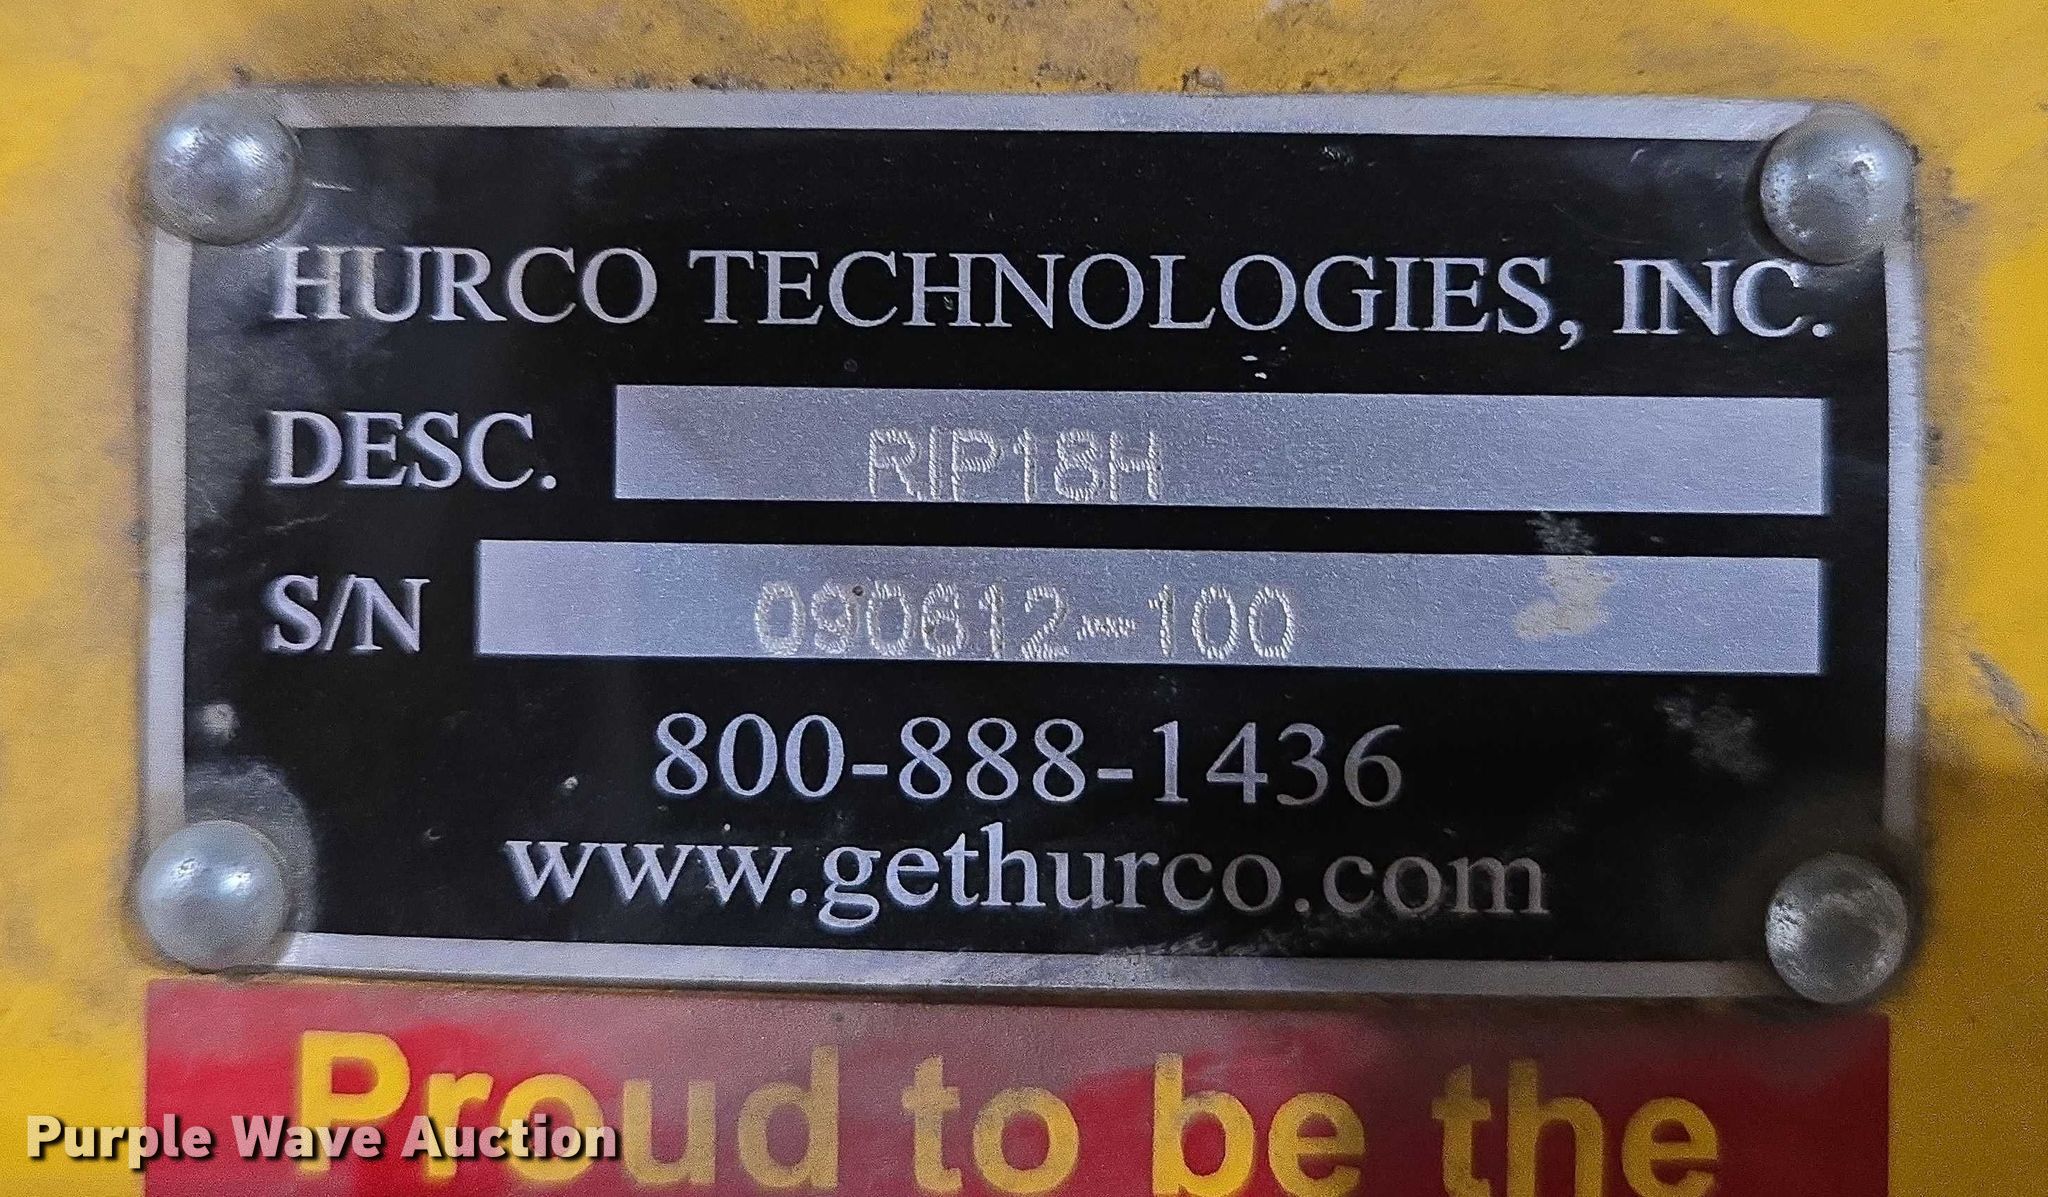 HURCO TECHNOLOGIES, INC.
DESC. RIP18H
S/N 090612-100
800-888-1436
www.gethurco.com
Proud to be the
Purple Wave Auction